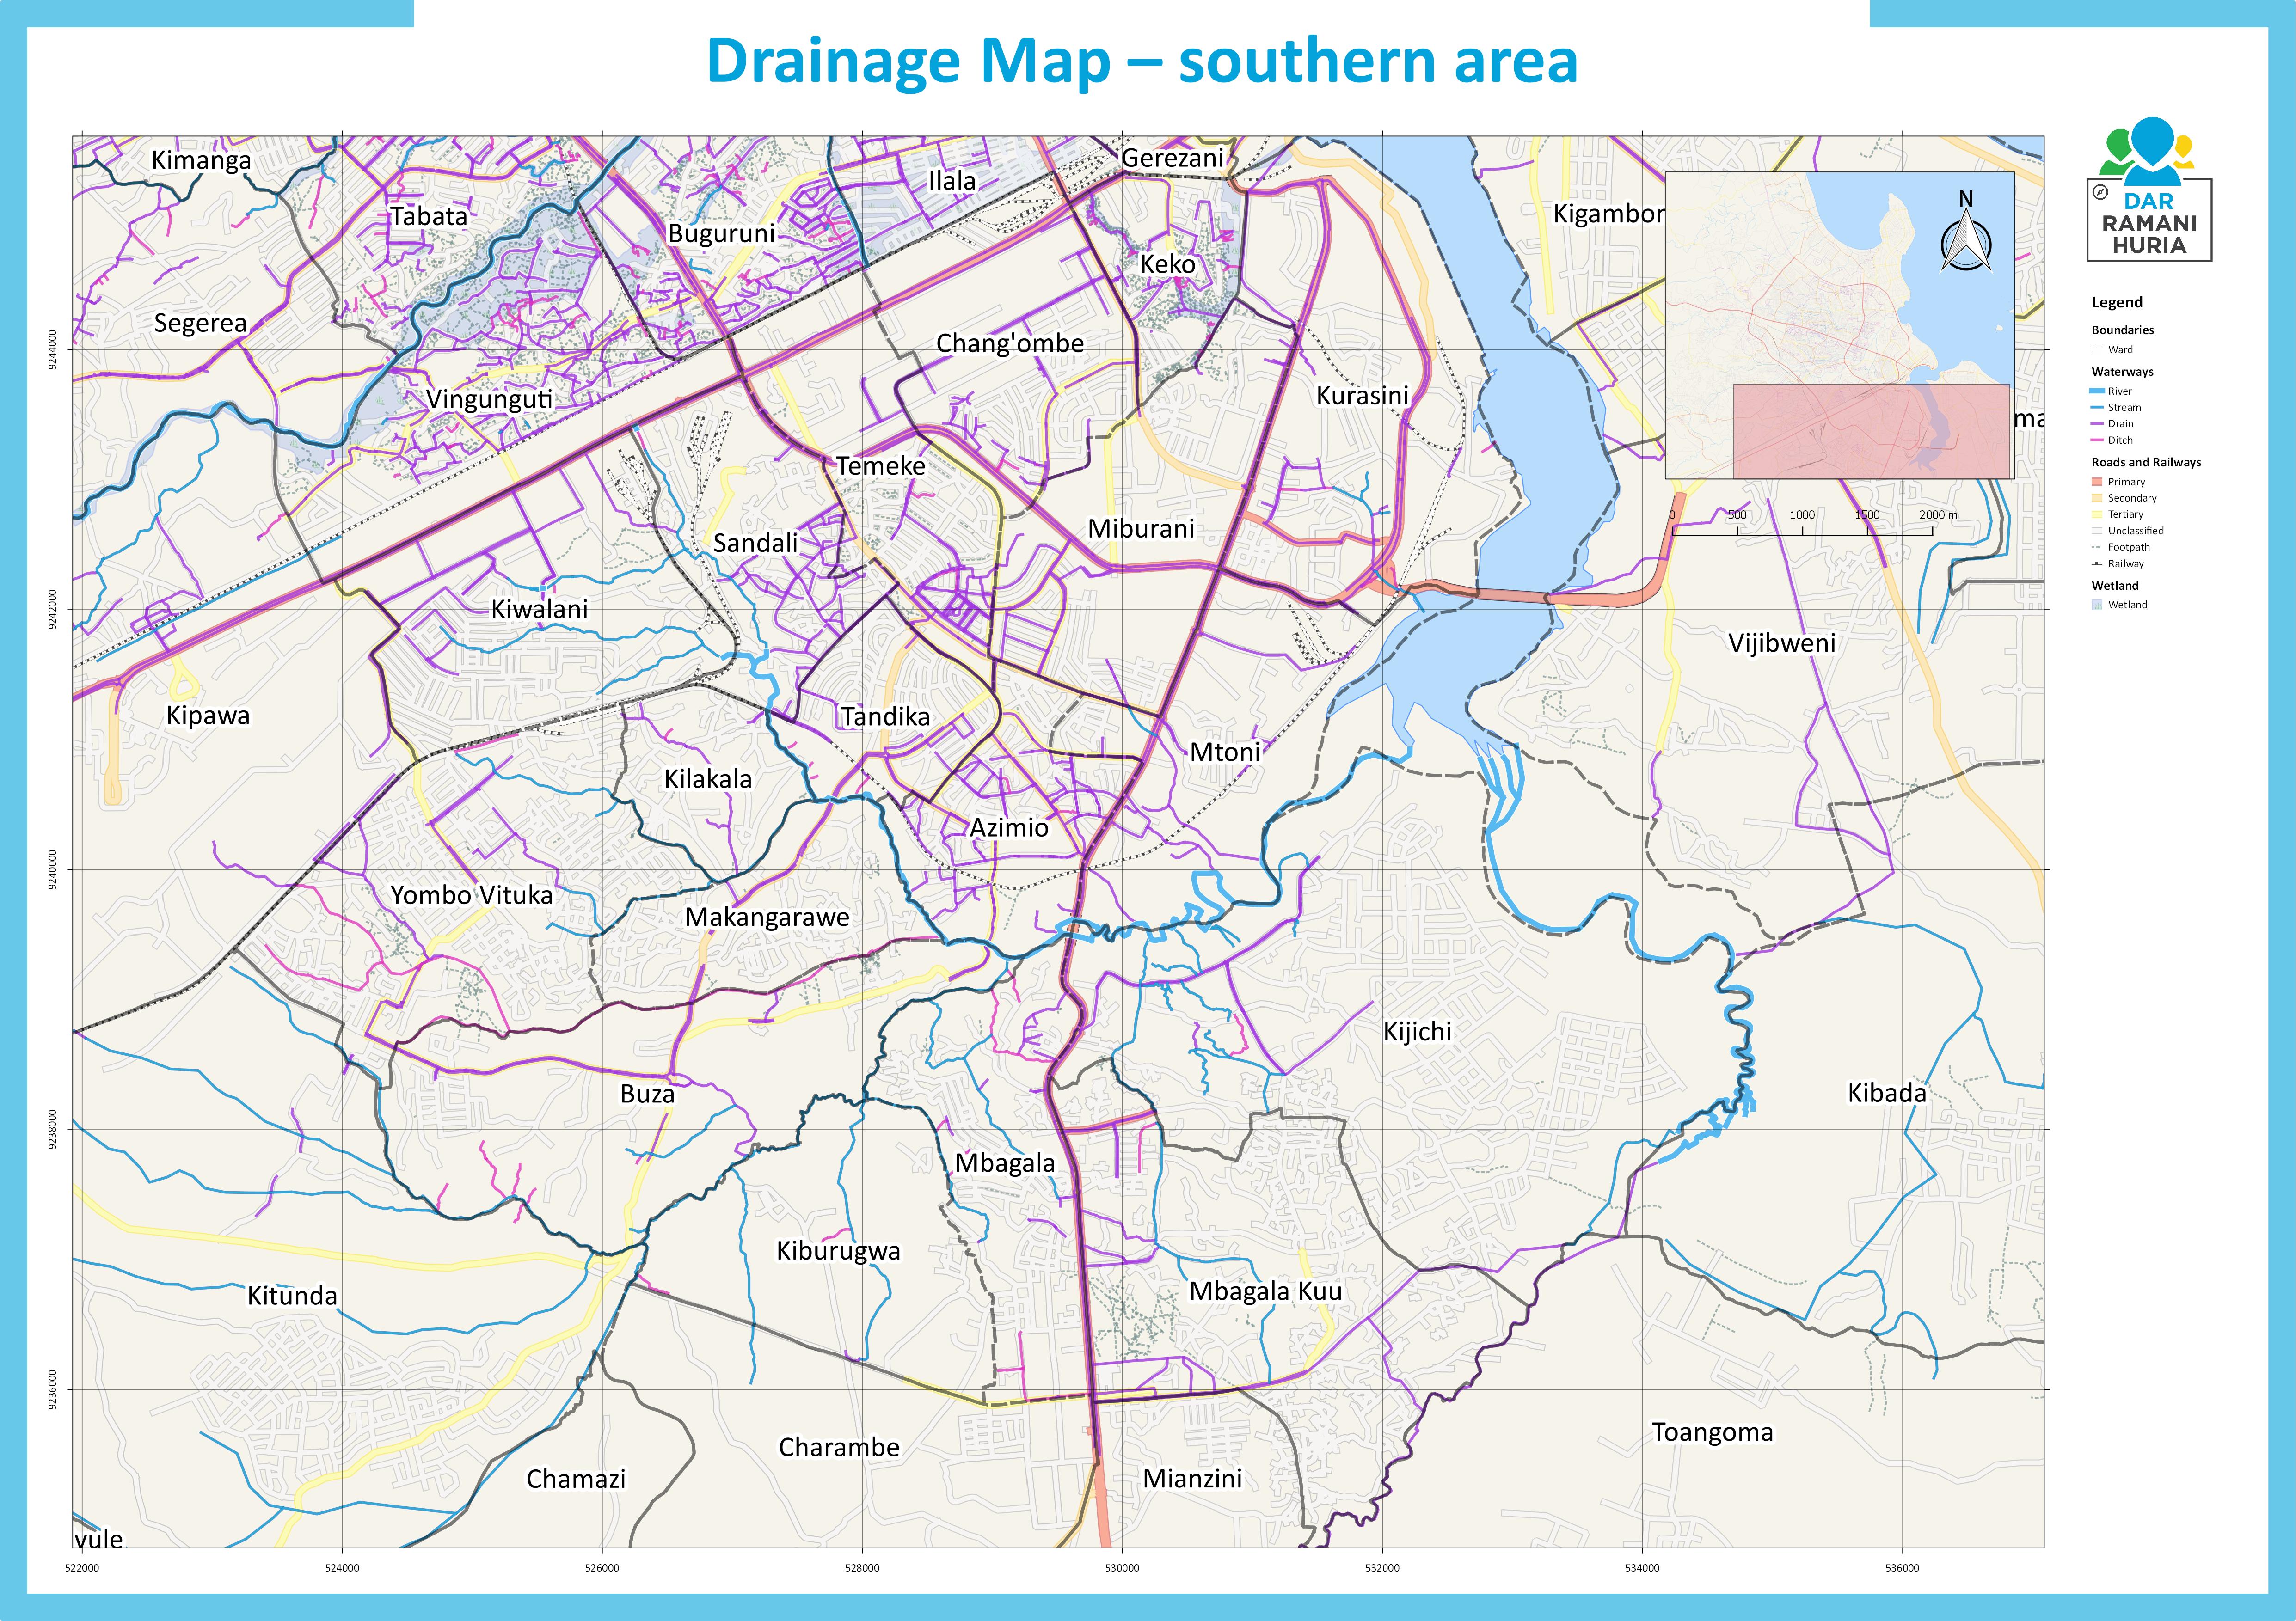 Drainage Map – southern area
Kimanga
Gerezani
Ilala
Tabata
Buguruni
Kigambon
N
DAR
RAMANI
HURIA
Keko
Segerea
Chang'ombe
Vingunguti
Kurasini
ma
Temeke
Miburani
Sandali
0 500 1000 1500 2000 m
Kiwalani
Vijibweni
Kipawa
Tandika
Mtoni
Kilakala
Azimio
Yombo Vituka
Makangarawe
Kijichi
Buza
Kibada
Mbagala
Kiburugwa
Kitunda
Mbagala Kuu
Toangoma
Charambe
Chamazi
Mianzini
vule
Legend
Boundaries
Ward
Waterways
River
Stream
Drain
Ditch
Roads and Railways
Primary
Secondary
Tertiary
Unclassified
Footpath
Railway
Wetland
Wetland
9244000
9242000
9240000
9238000
9236000
522000 524000 526000 528000 530000 532000 534000 536000